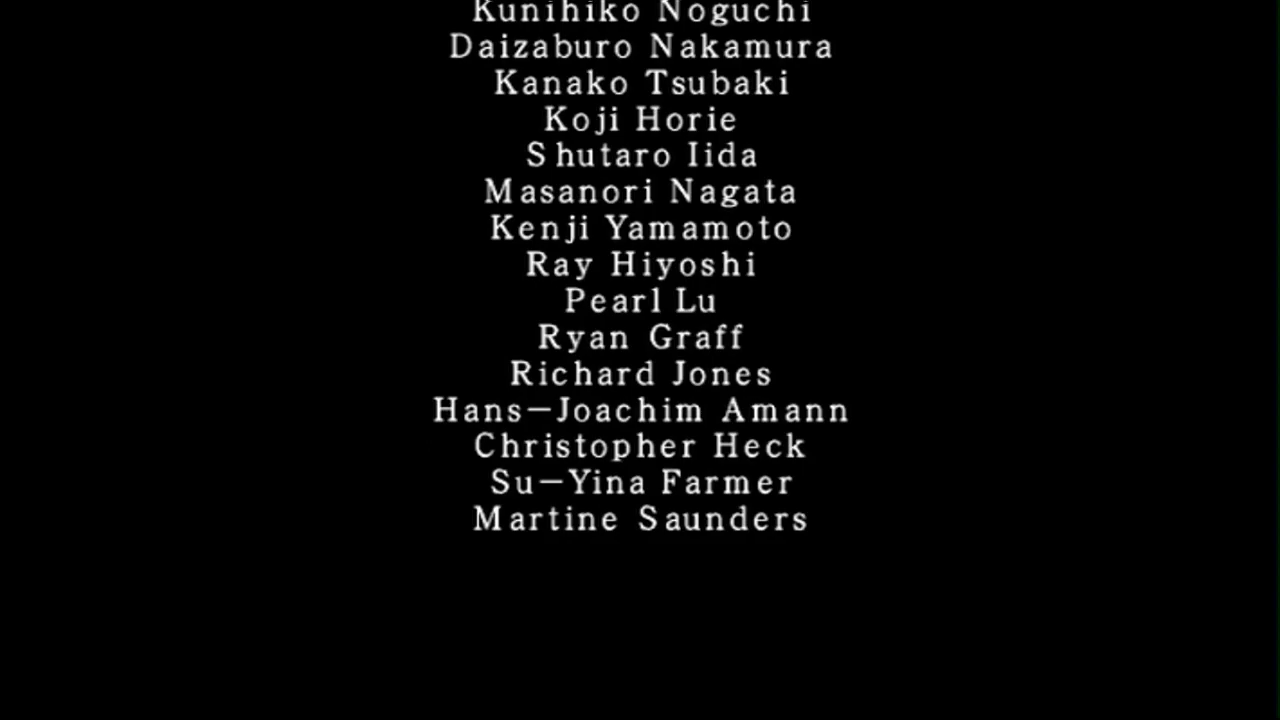 Kunihiko Noguchi
Daizaburo Nakamura
Kanako Tsubaki
Koji Horie
Shutaro Iida
Masanori Nagata
Kenji Yamamoto
Ray Hiyoshi
Pearl Lu
Ryan Graff
Richard Jones
Hans—Joachim Amann
Christopher Heck
Su—Yina Farmer
Martine Saunders